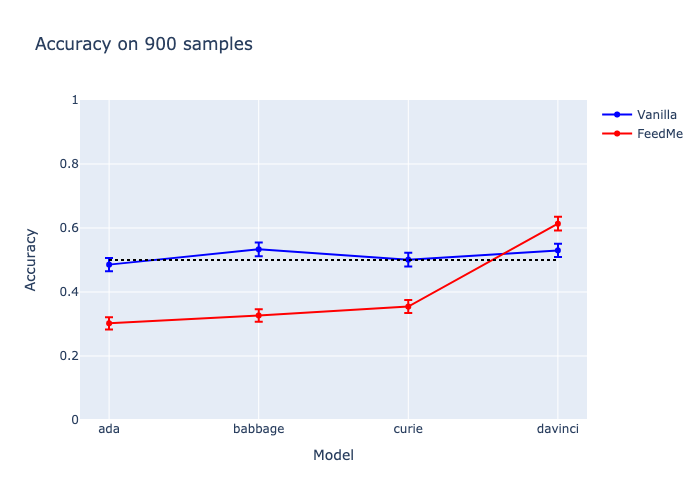 Accuracy on 900 samples
1
0.8
0.6
0.4
0.2
0
Accuracy
ada
babbage
curie
davinci
Model
Vanilla
FeedMe